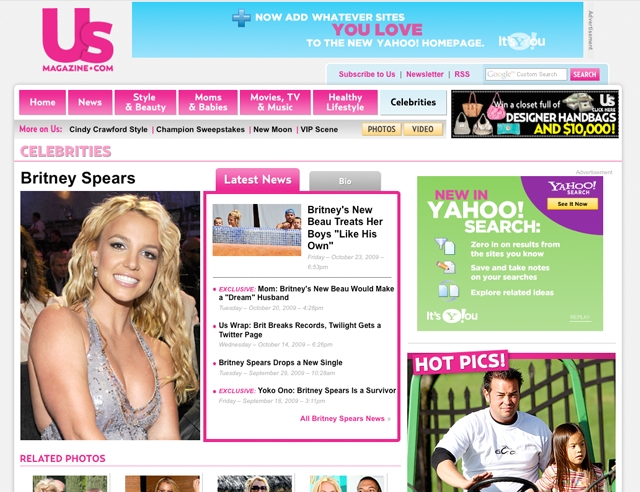 Us
MAGAZINE•COM
NOW ADD WHATEVER SITES
YOU LOVE
TO THE NEW YAHOO! HOMEPAGE.
It's Y!ou
Advertisement
Subscribe to Us | Newsletter | RSS
Google™ Custom Search
SEARCH
Home
News
Style
& Beauty
Moms
& Babies
Movies, TV
& Music
Healthy
Lifestyle
Celebrities
Win a closet full of
DESIGNER HANDBAGS
AND $10,000!
Us
CLICK HERE
More on Us: Cindy Crawford Style | Champion Sweepstakes | New Moon | VIP Scene
PHOTOS
VIDEO
CELEBRITIES
Britney Spears
Latest News
Bio
Britney's New
Beau Treats Her
Boys "Like His
Own"
Friday – October 23, 2009 –
6:53pm
EXCLUSIVE: Mom: Britney's New Beau Would Make
a "Dream" Husband
Tuesday – October 20, 2009 – 4:28pm
Us Wrap: Brit Breaks Records, Twilight Gets a
Twitter Page
Wednesday – October 14, 2009 – 6:26pm
Britney Spears Drops a New Single
Tuesday – September 29, 2009 – 10:28am
EXCLUSIVE: Yoko Ono: Britney Spears Is a Survivor
Friday – September 18, 2009 – 3:11pm
All Britney Spears News »
Advertisement
NEW IN
YAHOO!
SEARCH:
YAHOO!
SEARCH
See It Now
Zero in on results from
the sites you know
Save and take notes
on your searches
Explore related ideas
It's Y!ou
REPLAY
HOT PICS!
RELATED PHOTOS